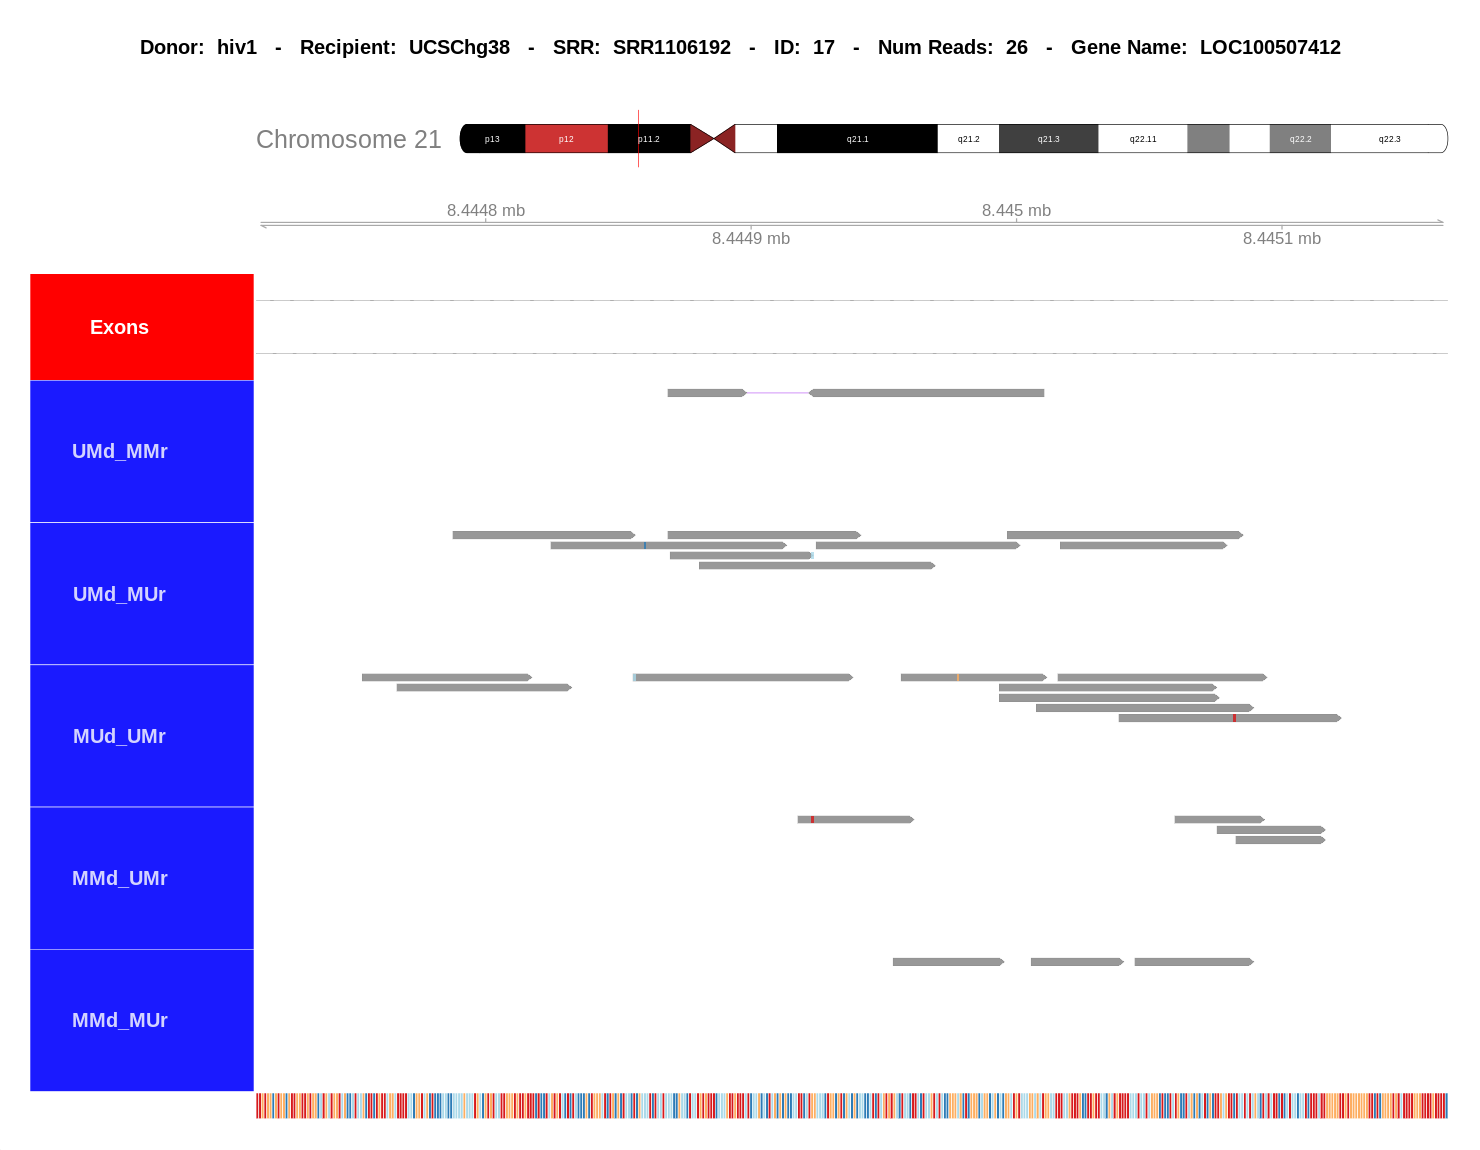 Donor: hiv1 - Recipient: UCSChg38 - SRR: SRR1106192 - ID: 17 - Num Reads: 26 - Gene Name: LOC100507412
Chromosome 21 p13 p12 p11.2 q21.1 q21.2 q21.3 q22.11 q22.2 q22.3
8.4448 mb 8.445 mb
8.4449 mb 8.4451 mb
Exons
UMd_MMr
UMd_MUr
MUd_UMr
MMd_UMr
MMd_MUr